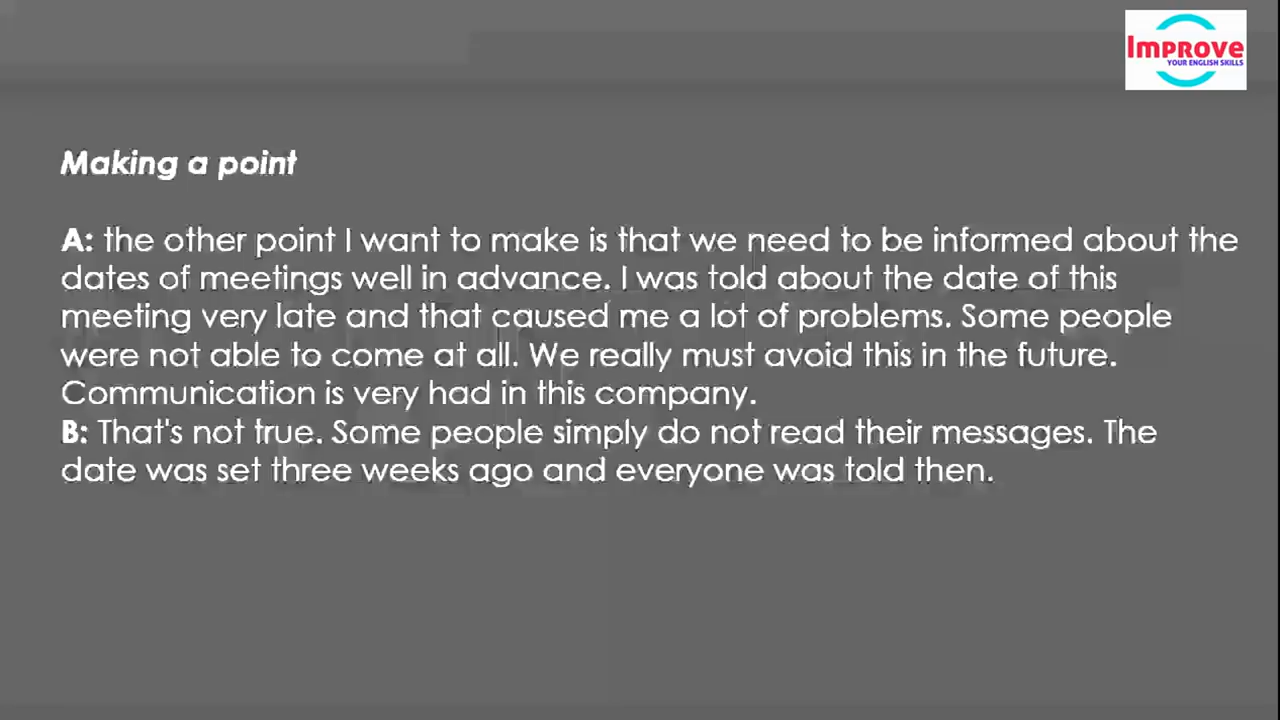 Improve
YOUR ENGLISH SKILLS
Making a point
A: the other point I want to make is that we need to be informed about the
dates of meetings well in advance. I was told about the date of this
meeting very late and that caused me a lot of problems. Some people
were not able to come at all. We really must avoid this in the future.
Communication is very had in this company.
B: That's not true. Some people simply do not read their messages. The
date was set three weeks ago and everyone was told then.